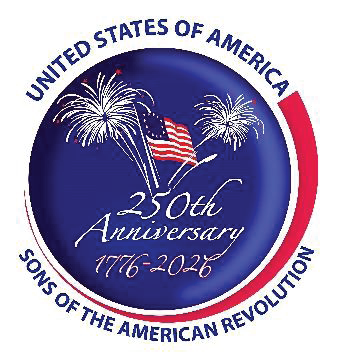 UNITED STATES OF AMERICA
250th
Anniversary
1776-2026
SONS OF THE AMERICAN REVOLUTION